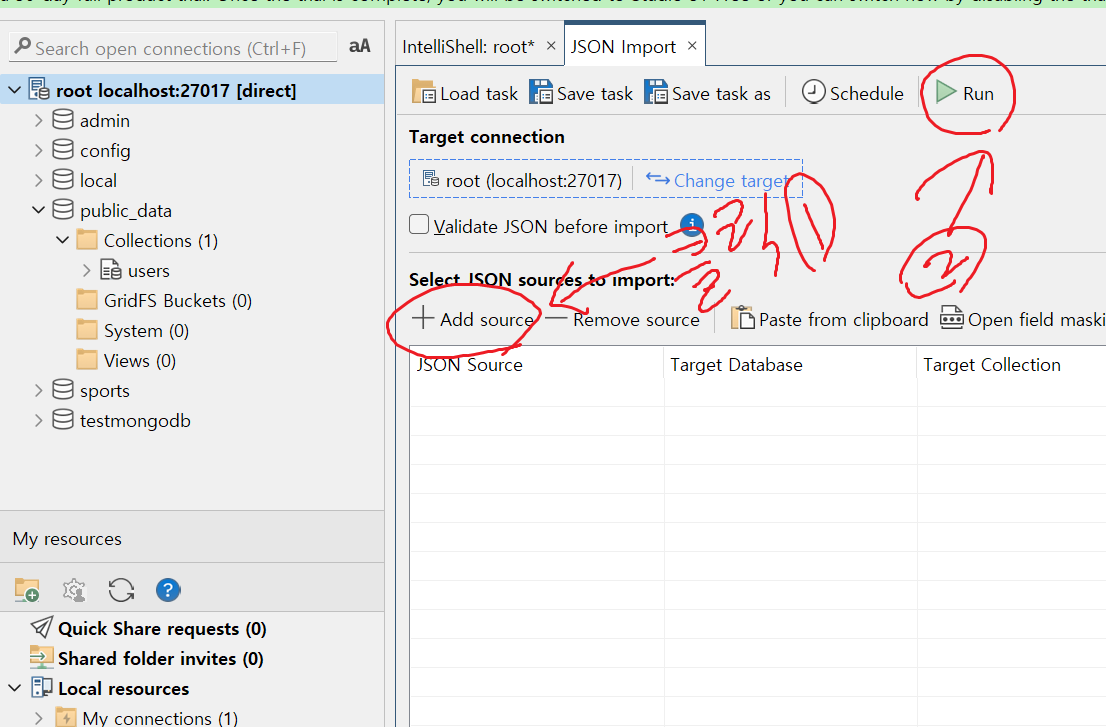 IntelliShell: root* ×
JSON Import ×
Search open connections (Ctrl+F) aA
root localhost:27017 [direct]
admin
config
local
public_data
Collections (1)
users
GridFS Buckets (0)
System (0)
Views (0)
sports
testmongodb
My resources
?
Quick Share requests (0)
Shared folder invites (0)
Local resources
My connections (1)
Load task Save task Save task as Schedule Run
Target connection
root (localhost:27017) Change target
Validate JSON before import i
Select JSON sources to import:
Add source Remove source Paste from clipboard Open field maski
JSON Source Target Database Target Collection
1
2